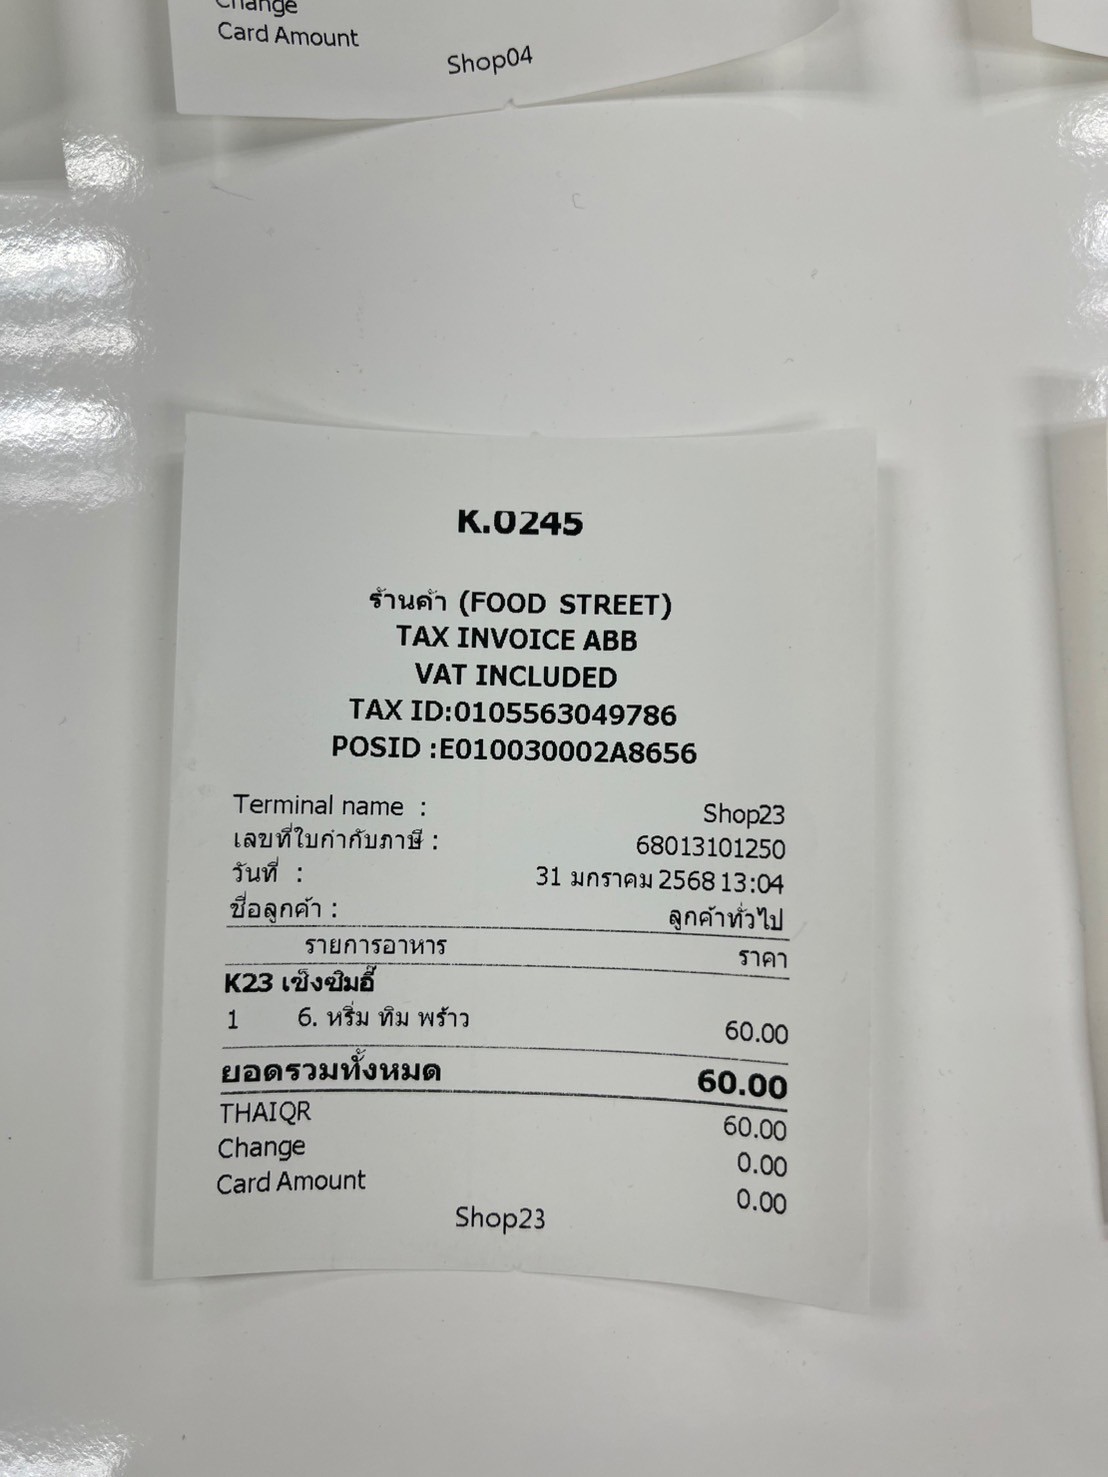 Change
Card Amount
Shop04
K.0245
ร้านค้า (FOOD STREET)
TAX INVOICE ABB
VAT INCLUDED
TAX ID:0105563049786
POSID :E010030002A8656
Terminal name : Shop23
เลขที่ใบกำกับภาษี : 68013101250
วันที่ : 31 มกราคม 2568 13:04
ชื่อลูกค้า : ลูกค้าทั่วไป
รายการอาหาร ราคา
K23 เช็งซิมอี๊
1 6. หริ่ม ทิม พร้าว 60.00
ยอดรวมทั้งหมด 60.00
THAIQR 60.00
Change 0.00
Card Amount 0.00
Shop23